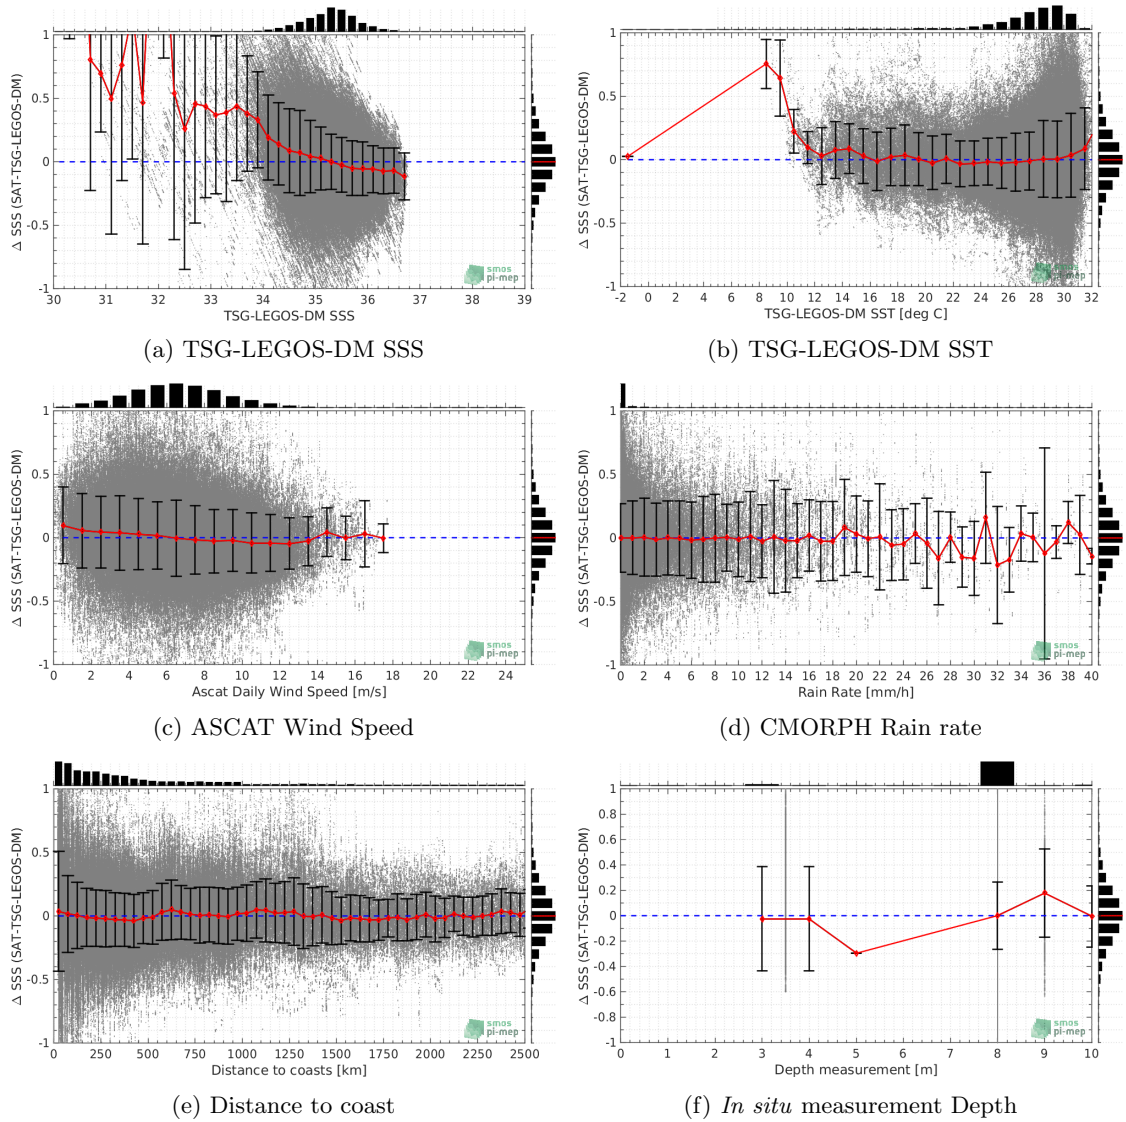 1
0.5
0
-0.5
-1
Δ SSS (SAT-TSG-LEGOS-DM)
30 31 32 33 34 35 36 37 38 39
TSG-LEGOS-DM SSS
smos
pi-mep
(a) TSG-LEGOS-DM SSS
1
0.5
0
-0.5
-1
Δ SSS (SAT-TSG-LEGOS-DM)
-2 0 2 4 6 8 10 12 14 16 18 20 22 24 26 28 30 32
TSG-LEGOS-DM SST [deg C]
smos
pi-mep
(b) TSG-LEGOS-DM SST
1
0.5
0
-0.5
-1
Δ SSS (SAT-TSG-LEGOS-DM)
0 2 4 6 8 10 12 14 16 18 20 22 24
Ascat Daily Wind Speed [m/s]
smos
pi-mep
(c) ASCAT Wind Speed
1
0.5
0
-0.5
-1
Δ SSS (SAT-TSG-LEGOS-DM)
0 2 4 6 8 10 12 14 16 18 20 22 24 26 28 30 32 34 36 38 40
Rain Rate [mm/h]
smos
pi-mep
(d) CMORPH Rain rate
1
0.5
0
-0.5
-1
Δ SSS (SAT-TSG-LEGOS-DM)
0 250 500 750 1000 1250 1500 1750 2000 2250 2500
Distance to coasts [km]
smos
pi-mep
(e) Distance to coast
1
0.8
0.6
0.4
0.2
0
-0.2
-0.4
-0.6
-0.8
-1
Δ SSS (SAT-TSG-LEGOS-DM)
0 1 2 3 4 5 6 7 8 9 10
Depth measurement [m]
smos
pi-mep
(f) In situ measurement Depth